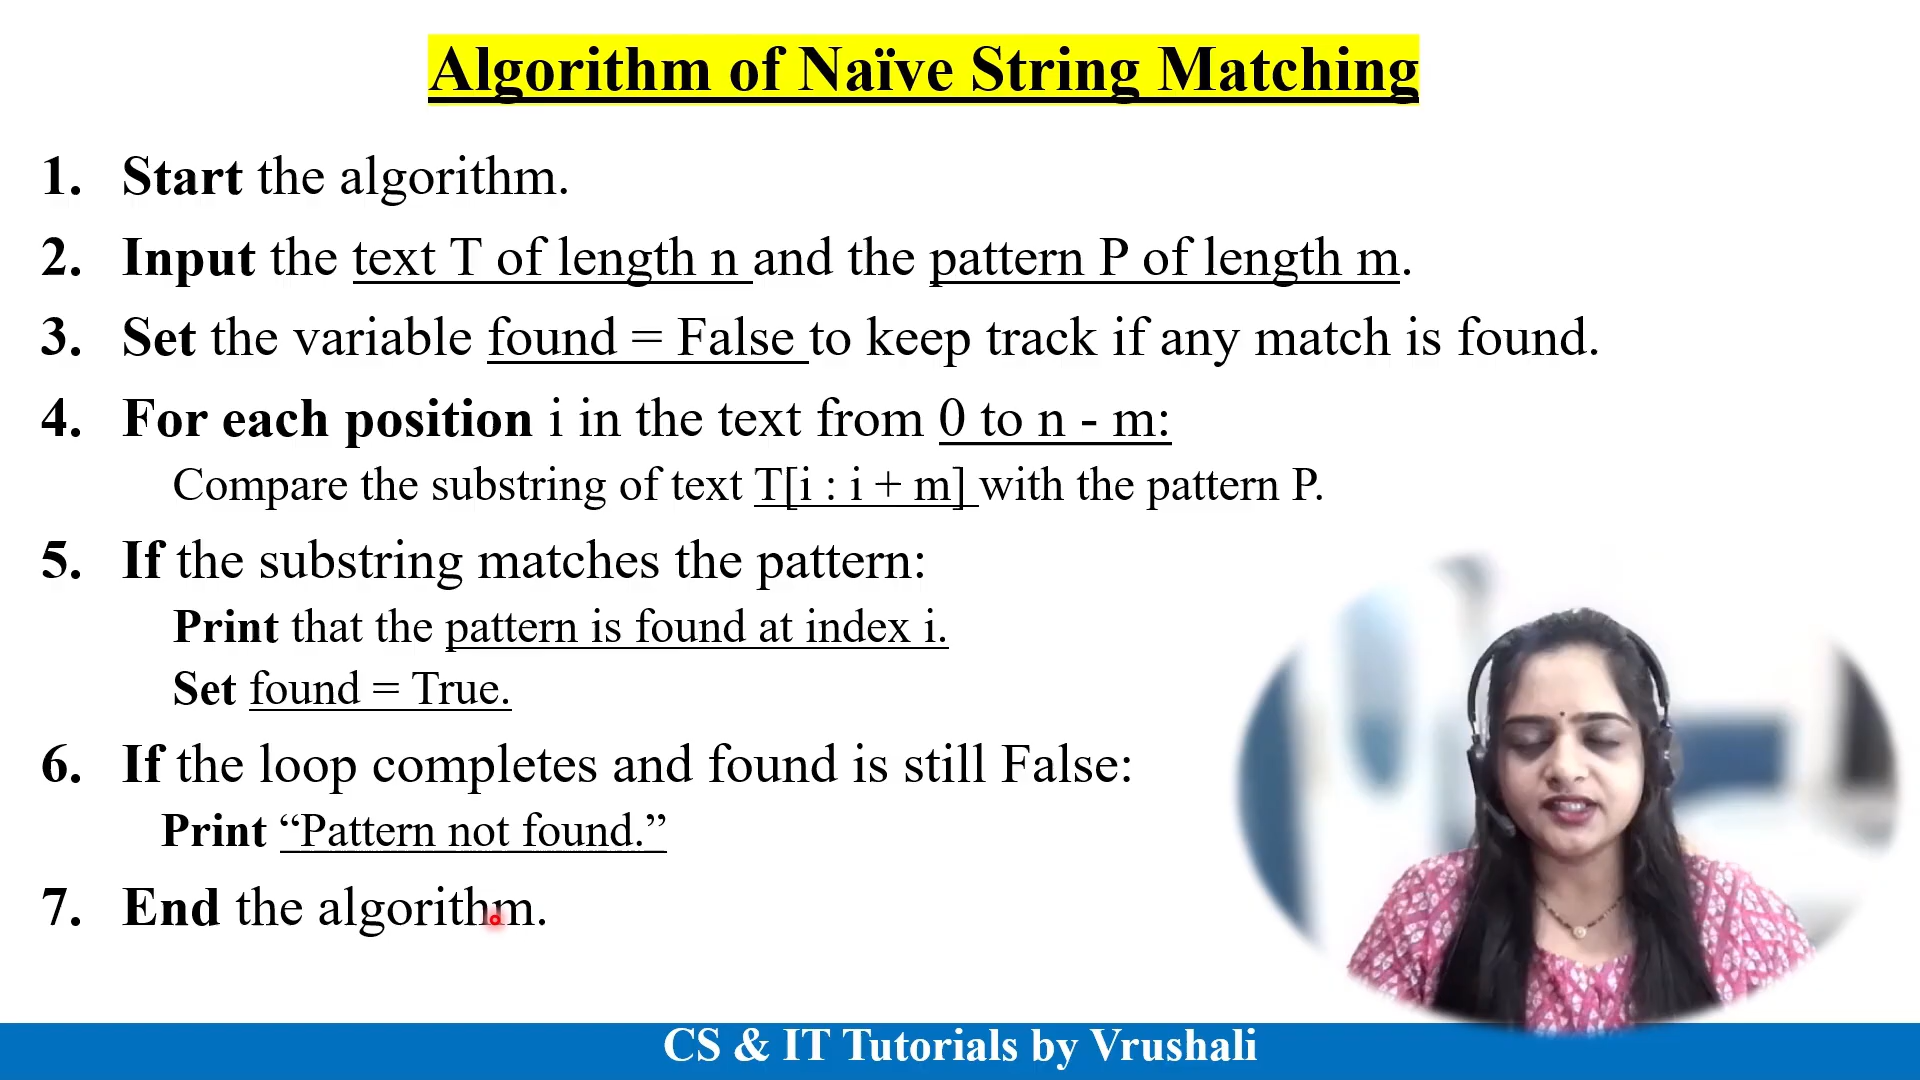 Algorithm of Naïve String Matching
1. Start the algorithm.
2. Input the text T of length n and the pattern P of length m.
3. Set the variable found = False to keep track if any match is found.
4. For each position i in the text from 0 to n - m:
Compare the substring of text T[i : i + m] with the pattern P.
5. If the substring matches the pattern:
Print that the pattern is found at index i.
Set found = True.
6. If the loop completes and found is still False:
Print “Pattern not found.”
7. End the algorithm.
CS & IT Tutorials by Vrushali